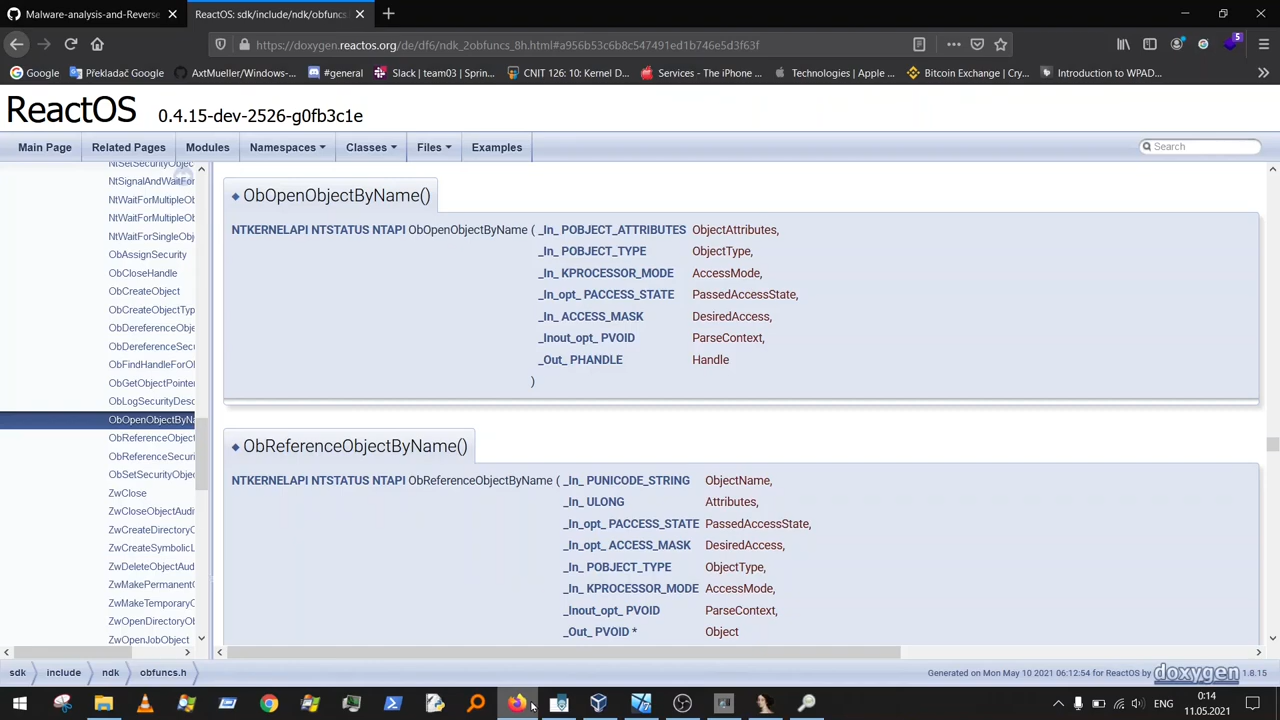 Malware-analysis-and-Reverse
ReactOS: sdk/include/ndk/obfuncs
https://doxygen.reactos.org/de/df6/ndk_2obfuncs_8h.html#a956b53c6b8c547491ed1b746e5d3f63f
5
Google
Překladač Google
AxtMueller/Windows-...
#general
Slack | team03 | Sprin...
CNIT 126: 10: Kernel D...
Services - The iPhone ...
Technologies | Apple ...
Bitcoin Exchange | Cry...
Introduction to WPAD...
ReactOS 0.4.15-dev-2526-g0fb3c1e
Main Page
Related Pages
Modules
Namespaces
Classes
Files
Examples
Search
NtSetSecurityObjec
NtSignalAndWaitFor
NtWaitForMultipleOb
NtWaitForMultipleOb
NtWaitForSingleObj
ObAssignSecurity
ObCloseHandle
ObCreateObject
ObCreateObjectTyp
ObDereferenceObje
ObDereferenceSecu
ObFindHandleForOb
ObGetObjectPointer
ObLogSecurityDesc
ObOpenObjectByNa
ObReferenceObject
ObReferenceSecuri
ObSetSecurityObjec
ZwClose
ZwCloseObjectAudi
ZwCreateDirectoryO
ZwCreateSymbolicL
ZwDeleteObjectAud
ZwMakePermanentO
ZwMakeTemporaryO
ZwOpenDirectoryOb
ZwOpenJobObject
◆ ObOpenObjectByName()
NTKERNELAPI NTSTATUS NTAPI ObOpenObjectByName ( _In_ POBJECT_ATTRIBUTES ObjectAttributes,
_In_ POBJECT_TYPE ObjectType,
_In_ KPROCESSOR_MODE AccessMode,
_In_opt_ PACCESS_STATE PassedAccessState,
_In_ ACCESS_MASK DesiredAccess,
_Inout_opt_ PVOID ParseContext,
_Out_ PHANDLE Handle
)
◆ ObReferenceObjectByName()
NTKERNELAPI NTSTATUS NTAPI ObReferenceObjectByName ( _In_ PUNICODE_STRING ObjectName,
_In_ ULONG Attributes,
_In_opt_ PACCESS_STATE PassedAccessState,
_In_opt_ ACCESS_MASK DesiredAccess,
_In_ POBJECT_TYPE ObjectType,
_In_ KPROCESSOR_MODE AccessMode,
_Inout_opt_ PVOID ParseContext,
_Out_ PVOID * Object
sdk
include
ndk
obfuncs.h
Generated on Mon May 10 2021 06:12:54 for ReactOS by doxygen 1.8.15
ENG
0:14
11.05.2021